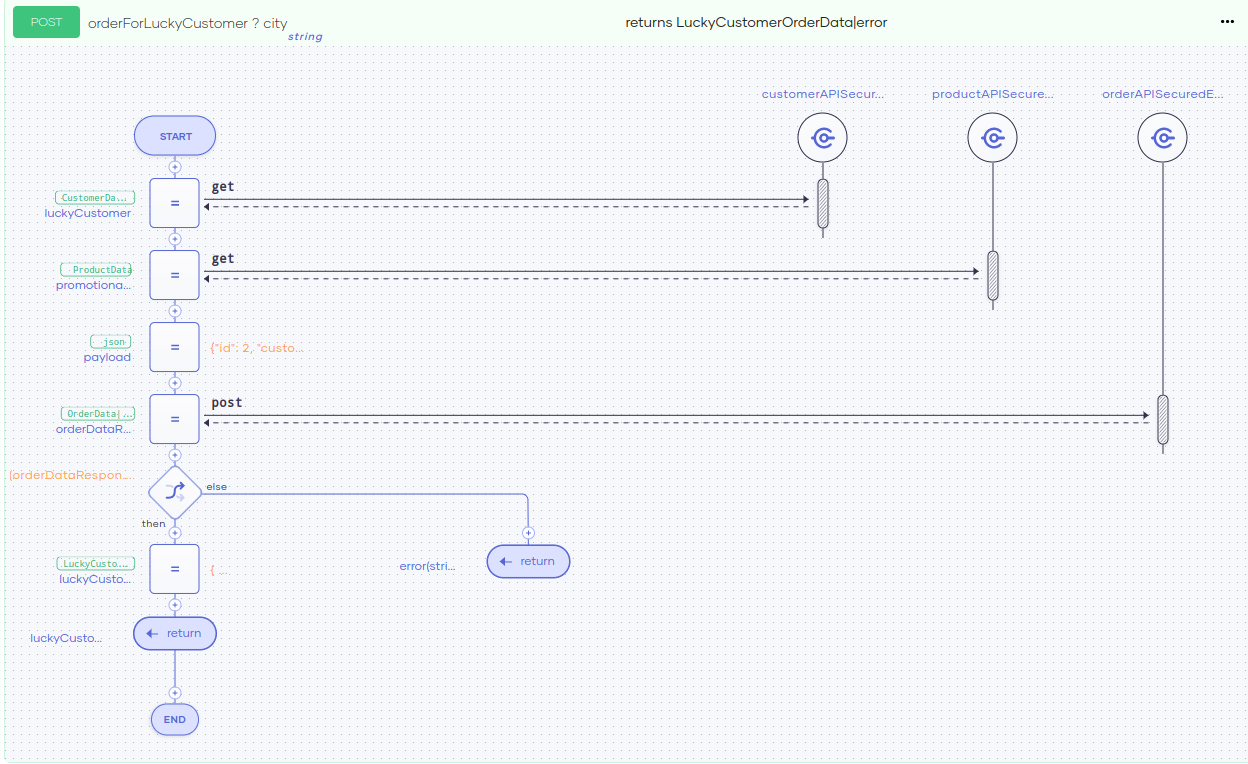 POST orderForLuckyCustomer ? city string returns LuckyCustomerOrderData|error
customerAPISecur... productAPISecure... orderAPISecuredE...
START
get
CustomerDa...
=
luckyCustomer
get
ProductData
=
promotiona...
json
=
{"id": 2, "custo...
payload
post
OrderData|...
=
orderDataR...
(orderDataRespon...
else
then
LuckyCusto...
=
{ ...
luckyCusto...
error(stri...
return
luckyCusto...
return
END